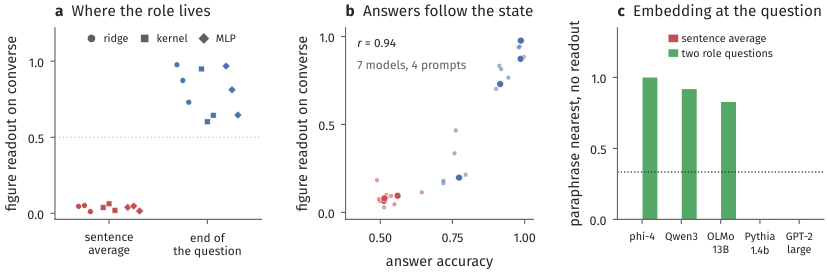 a Where the role lives
ridge kernel MLP
figure readout on converse
1.0
0.5
0.0
sentence
average
end of
the question
b Answers follow the state
r = 0.94
7 models, 4 prompts
figure readout on converse
1.0
0.5
0.0
0.50 0.75 1.00
answer accuracy
c Embedding at the question
sentence average
two role questions
paraphrase nearest, no readout
1.0
0.5
0.0
phi-4 Qwen3 OLMo
13B Pythia
1.4b GPT-2
large